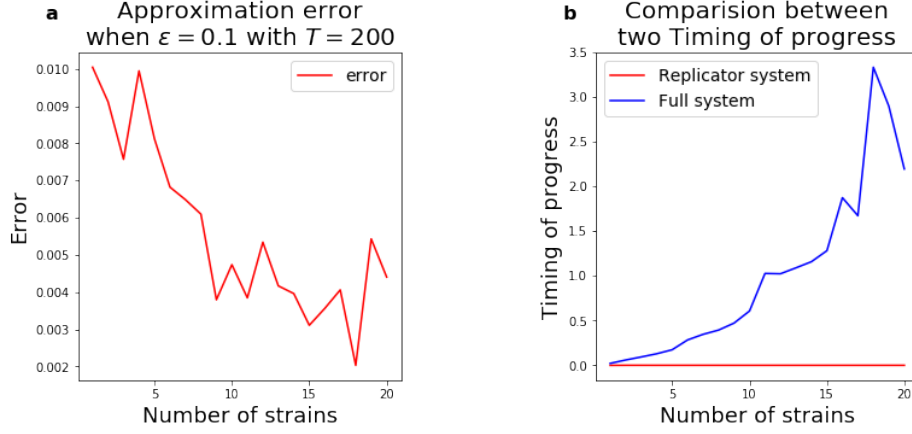 a
Approximation error
when ε = 0.1 with T = 200
error
0.010
0.009
0.008
0.007
0.006
0.005
0.004
0.003
0.002
Error
5
10
15
20
Number of strains
b
Comparision between
two Timing of progress
Replicator system
Full system
3.5
3.0
2.5
2.0
1.5
1.0
0.5
0.0
Timing of progress
5
10
15
20
Number of strains